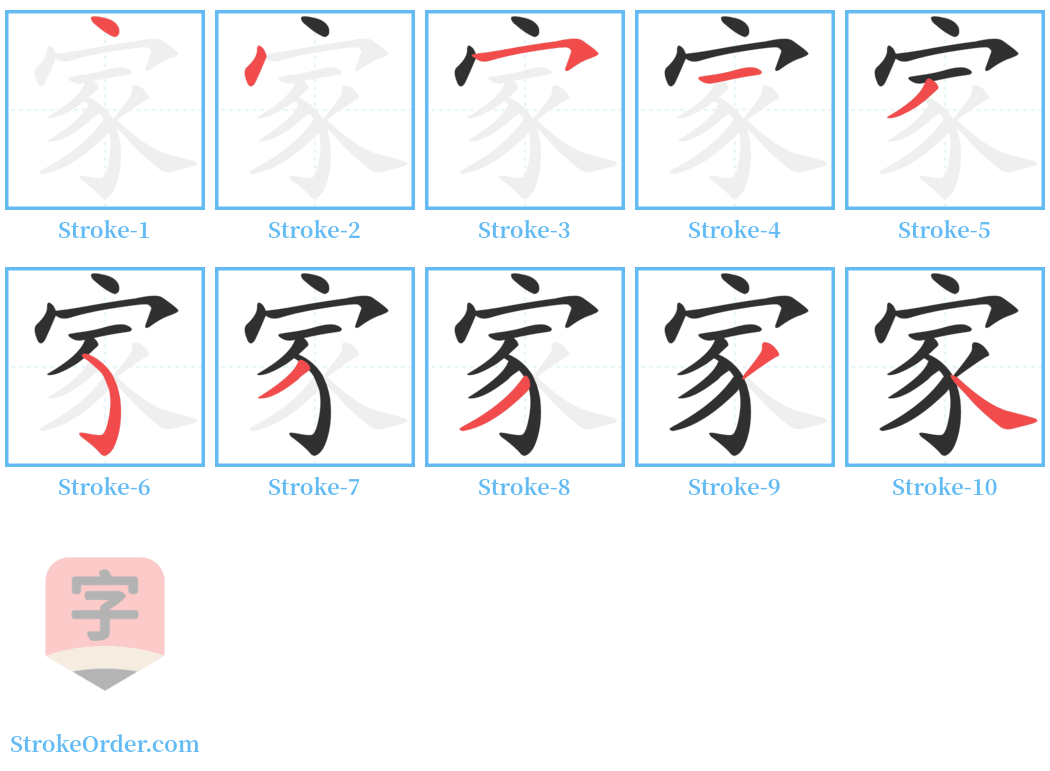 家 家 家 家 家
Stroke-1 Stroke-2 Stroke-3 Stroke-4 Stroke-5
家 家 家 家 家
Stroke-6 Stroke-7 Stroke-8 Stroke-9 Stroke-10
字
StrokeOrder.com